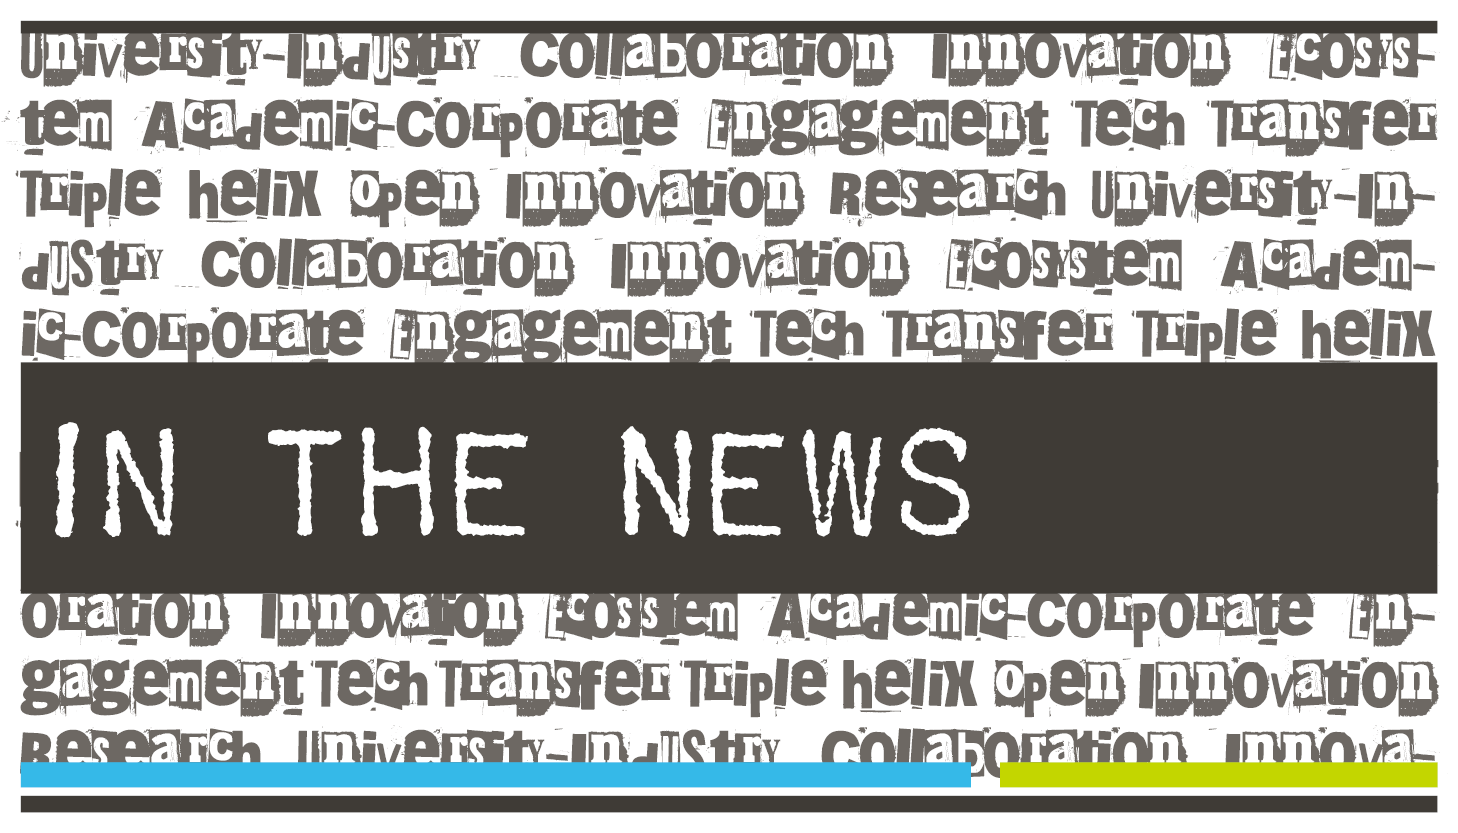 University-Industry Collaboration Innovation Ecosys-
tem Academic-Corporate Engagement Tech Transfer
Triple helix open Innovation Research University-In-
dustry Collaboration Innovation Ecosystem Academ-
ic-Corporate Engagement Tech Transfer Triple helix
IN THE NEWS
oration Innovation Ecossem Academic-Corporate En-
gagement Tech Transfer Triple helix open Innovation
Research University-Industry Collaboration Innova-